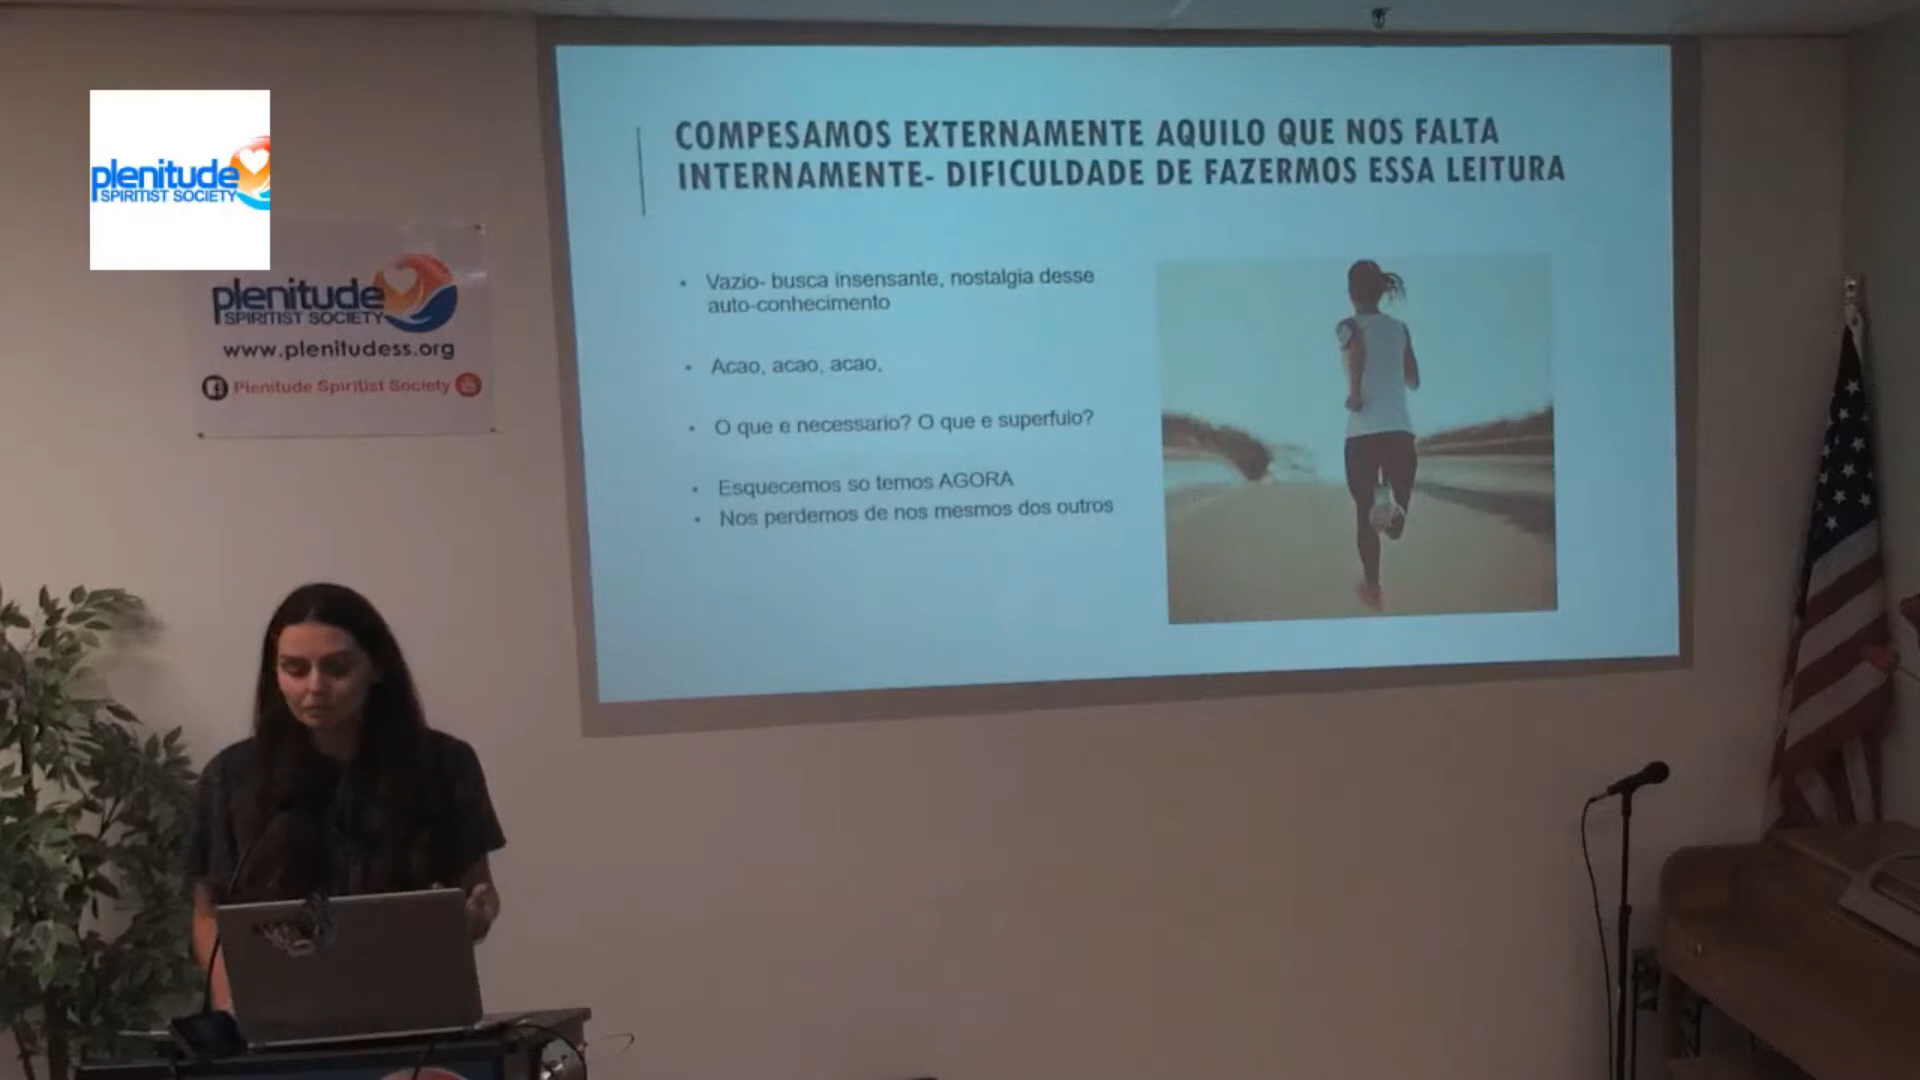 plenitude
SPIRITIST SOCIETY
plenitude
SPIRITIST SOCIETY
www.plenitudess.org
Plenitude Spiritist Society
COMPESAMOS EXTERNAMENTE AQUILO QUE NOS FALTA
INTERNAMENTE- DIFICULDADE DE FAZERMOS ESSA LEITURA
• Vazio- busca insensante, nostalgia desse
auto-conhecimento
• Acao, acao, acao,
• O que e necessario? O que e superfulo?
• Esquecemos so temos AGORA
• Nos perdemos de nos mesmos dos outros